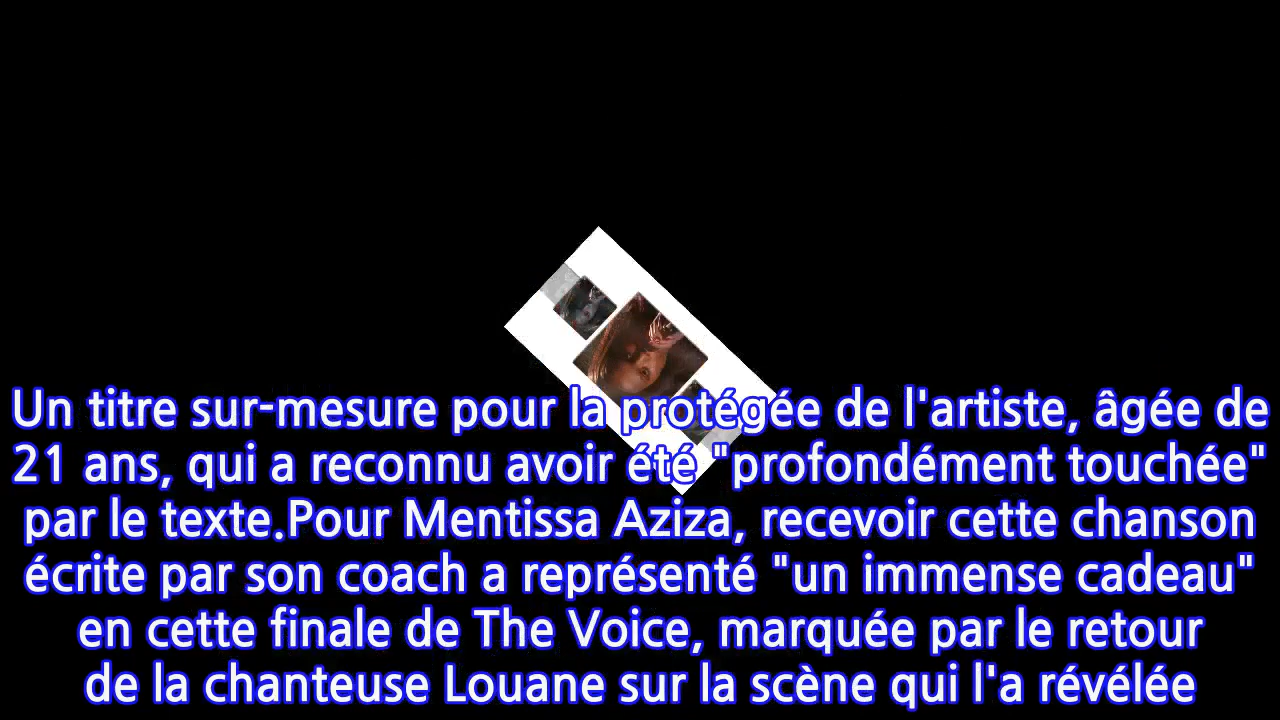 Un titre sur-mesure pour la protégée de l'artiste, âgée de
21 ans, qui a reconnu avoir été "profondément touchée"
par le texte.Pour Mentissa Aziza, recevoir cette chanson
écrite par son coach a représenté "un immense cadeau"
en cette finale de The Voice, marquée par le retour
de la chanteuse Louane sur la scène qui l'a révélée